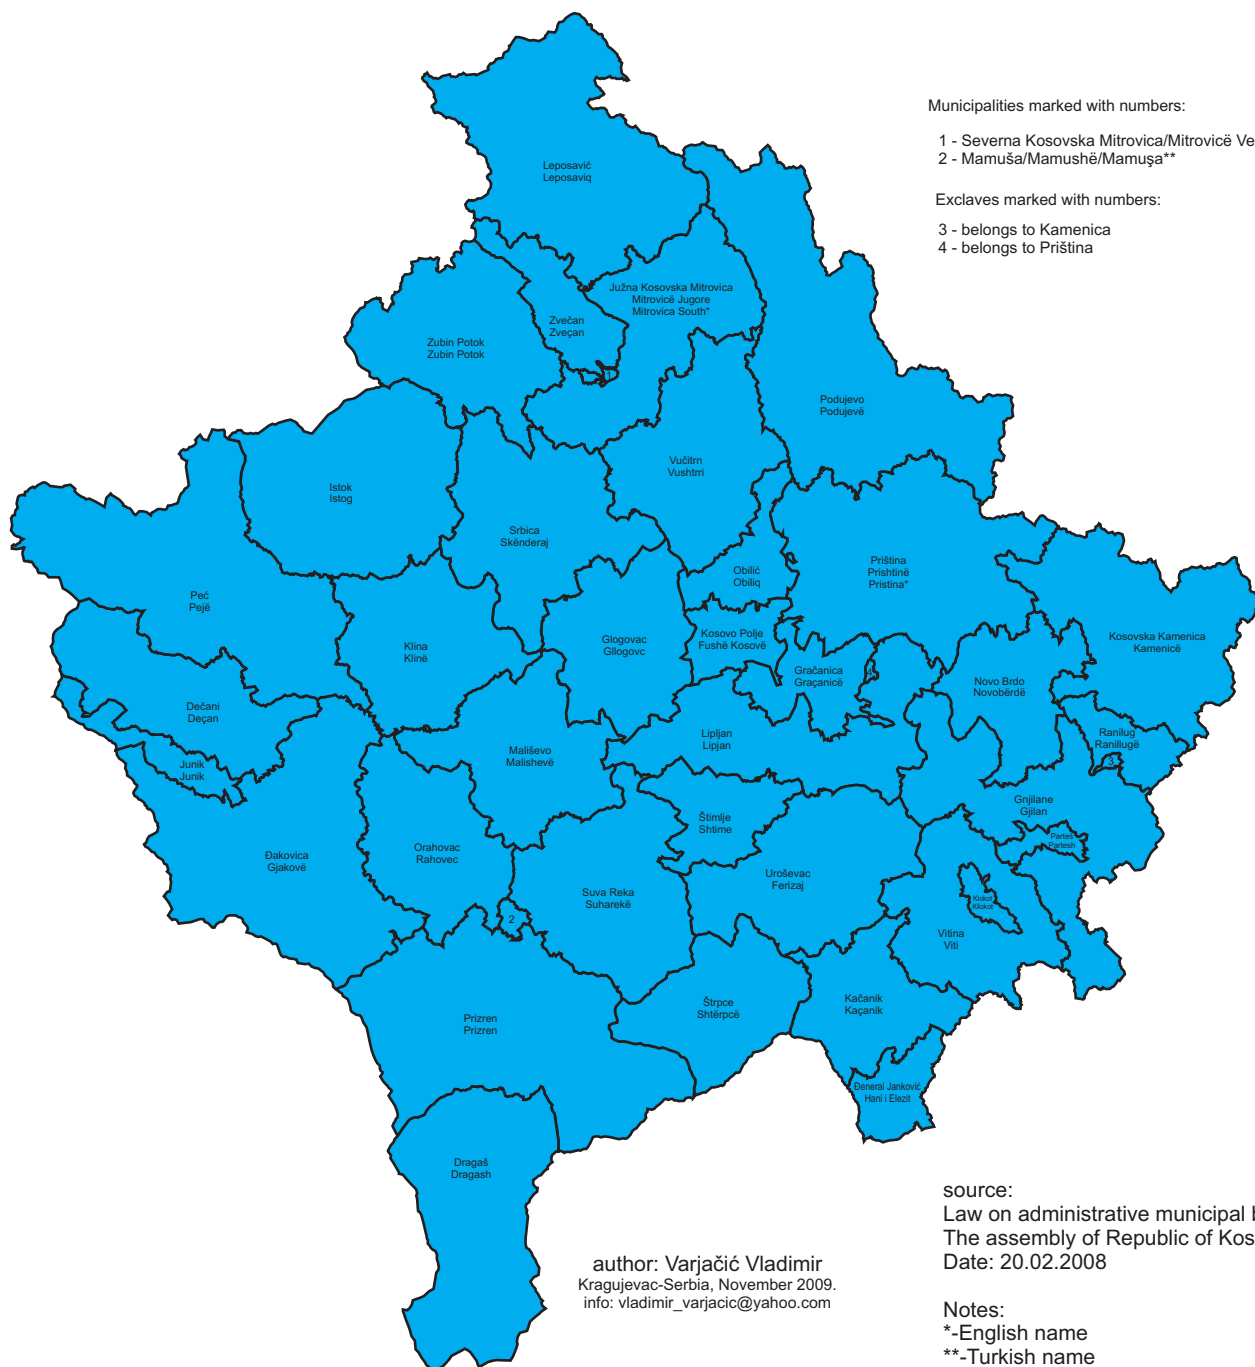 Municipalities marked with numbers:
1 - Severna Kosovska Mitrovica/Mitrovicë Ve
2 - Mamuša/Mamushë/Mamuşa**
Exclaves marked with numbers:
3 - belongs to Kamenica
4 - belongs to Priština
Leposavić
Leposaviq
Južna Kosovska Mitrovica
Mitrovicë Jugore
Mitrovica South*
Zvečan
Zveçan
Zubin Potok
Zubin Potok
1
Podujevo
Podujevë
Vučitrn
Vushtrri
Istok
Istog
Srbica
Skënderaj
Priština
Prishtinë
Pristina*
Obilić
Obiliq
Peć
Pejë
Klina
Klinë
Glogovac
Gllogovc
Kosovo Polje
Fushë Kosovë
Kosovska Kamenica
Kamenicë
Gračanica
Graçanicë
4
Novo Brdo
Novobërdë
Dečani
Deçan
Lipljan
Lipjan
Ranilug
Ranillugë
3
Mališevo
Malishevë
Junik
Junik
Gnjilane
Gjilan
Štimlje
Shtime
Parteš
Partesh
Orahovac
Rahovec
Đakovica
Gjakovë
Uroševac
Ferizaj
Suva Reka
Suharekë
Klokot
Kllokot
2
Vitina
Viti
Štrpce
Shtërpcë
Kačanik
Kaçanik
Prizren
Prizren
Đeneral Janković
Hani i Elezit
Dragaš
Dragash
author: Varjačić Vladimir
Kragujevac-Serbia, November 2009.
info: vladimir_varjacic@yahoo.com
source:
Law on administrative municipal b
The assembly of Republic of Kos
Date: 20.02.2008
Notes:
*-English name
**-Turkish name